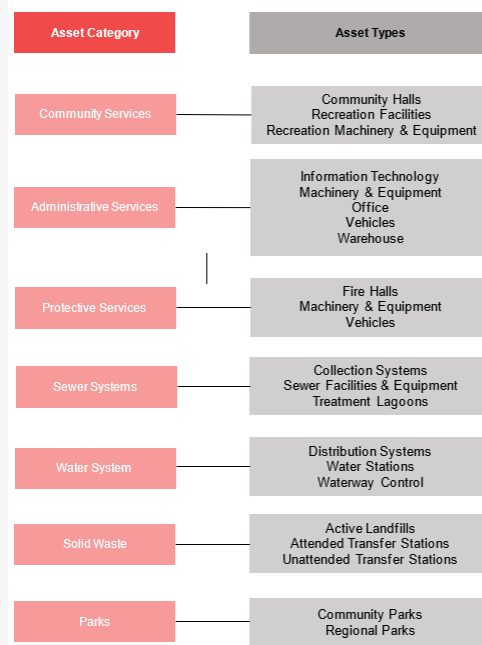 Asset Category
Asset Types
Community Services
Community Halls
Recreation Facilities
Recreation Machinery & Equipment
Administrative Services
Information Technology
Machinery & Equipment
Office
Vehicles
Warehouse
Protective Services
Fire Halls
Machinery & Equipment
Vehicles
Sewer Systems
Collection Systems
Sewer Facilities & Equipment
Treatment Lagoons
Water System
Distribution Systems
Water Stations
Waterway Control
Solid Waste
Active Landfills
Attended Transfer Stations
Unattended Transfer Stations
Parks
Community Parks
Regional Parks